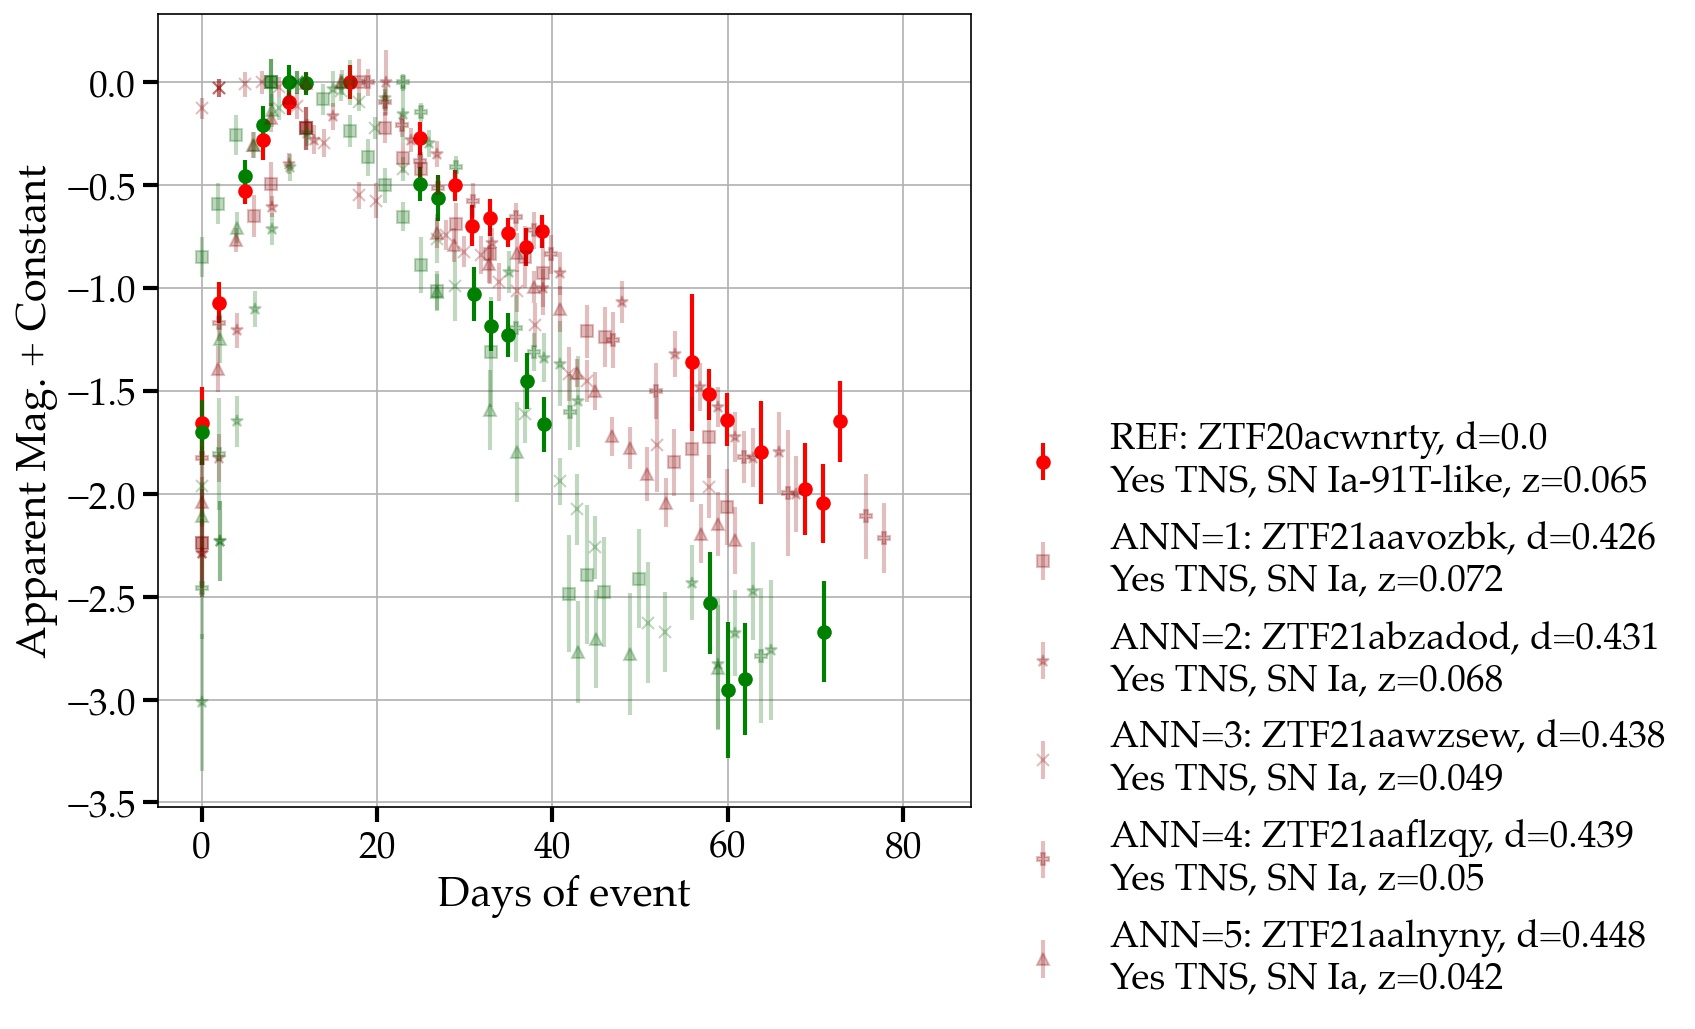 Apparent Mag. + Constant
0.0
−0.5
−1.0
−1.5
−2.0
−2.5
−3.0
−3.5
0
20
40
60
80
Days of event
REF: ZTF20acwnrty, d=0.0
Yes TNS, SN Ia-91T-like, z=0.065
ANN=1: ZTF21aavozbk, d=0.426
Yes TNS, SN Ia, z=0.072
ANN=2: ZTF21abzadod, d=0.431
Yes TNS, SN Ia, z=0.068
ANN=3: ZTF21aawzsew, d=0.438
Yes TNS, SN Ia, z=0.049
ANN=4: ZTF21aaflzqy, d=0.439
Yes TNS, SN Ia, z=0.05
ANN=5: ZTF21aalnyny, d=0.448
Yes TNS, SN Ia, z=0.042